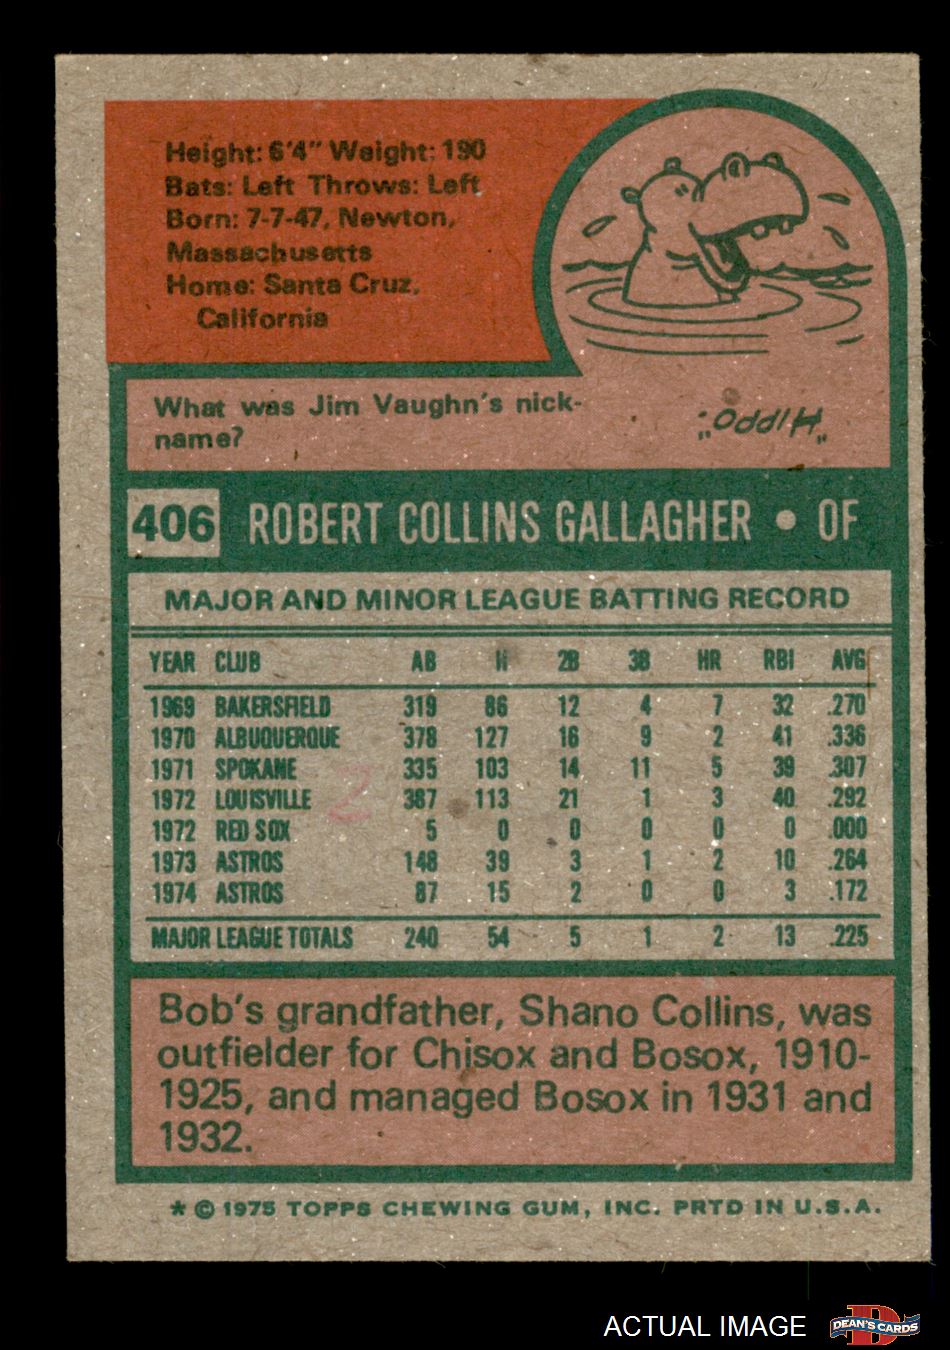 Height: 6'4" Weight: 190
Bats: Left Throws: Left
Born: 7-7-47, Newton,
Massachusetts
Home: Santa Cruz,
California
What was Jim Vaughn's nick-
name?
"Hippo."
406 ROBERT COLLINS GALLAGHER • OF
MAJOR AND MINOR LEAGUE BATTING RECORD
YEAR CLUB AB H 2B 3B HR RBI AVG
1969 BAKERSFIELD 319 86 12 4 7 32 .270
1970 ALBUQUERQUE 378 127 16 9 2 41 .336
1971 SPOKANE 335 103 14 11 5 39 .307
1972 LOUISVILLE 387 113 21 1 3 40 .292
1972 RED SOX 5 0 0 0 0 0 .000
1973 ASTROS 148 39 3 1 2 10 .264
1974 ASTROS 87 15 2 0 0 3 .172
MAJOR LEAGUE TOTALS 240 54 5 1 2 13 .225
Bob's grandfather, Shano Collins, was
outfielder for Chisox and Bosox, 1910-
1925, and managed Bosox in 1931 and
1932.
* © 1975 TOPPS CHEWING GUM, INC. PRTD IN U.S.A.
ACTUAL IMAGE
D
DEAN'S CARDS